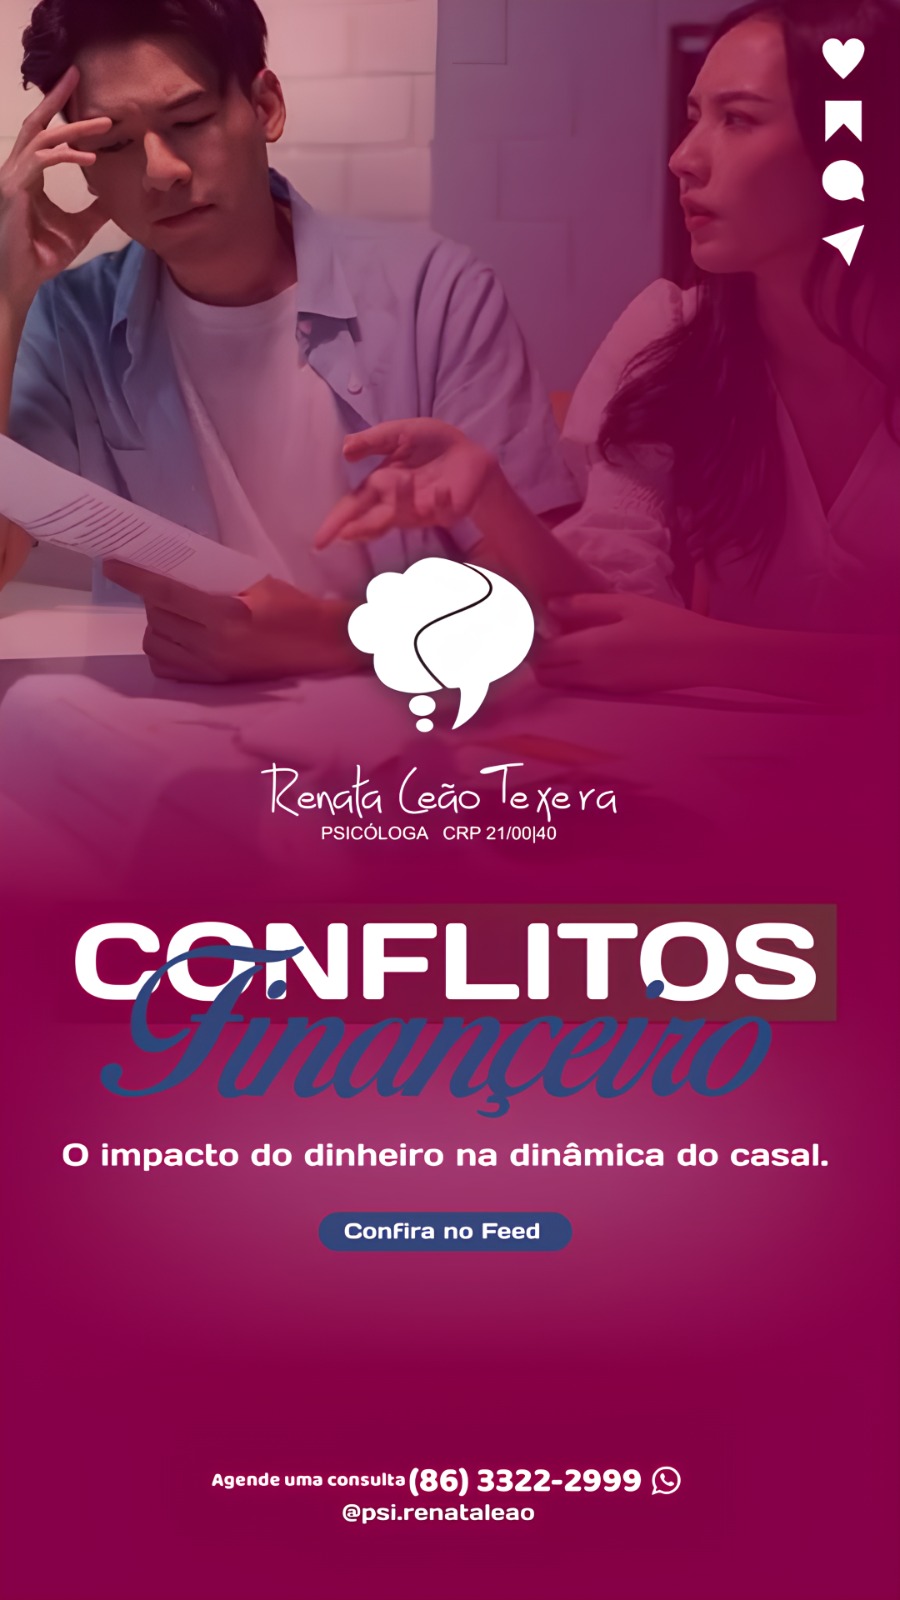 Renata Leão Texera
PSICÓLOGA CRP 21/00|40
CONFLITOS
Finançeiro
O impacto do dinheiro na dinâmica do casal.
Confira no Feed
Agende uma consulta (86) 3322-2999
@psi.renataleao